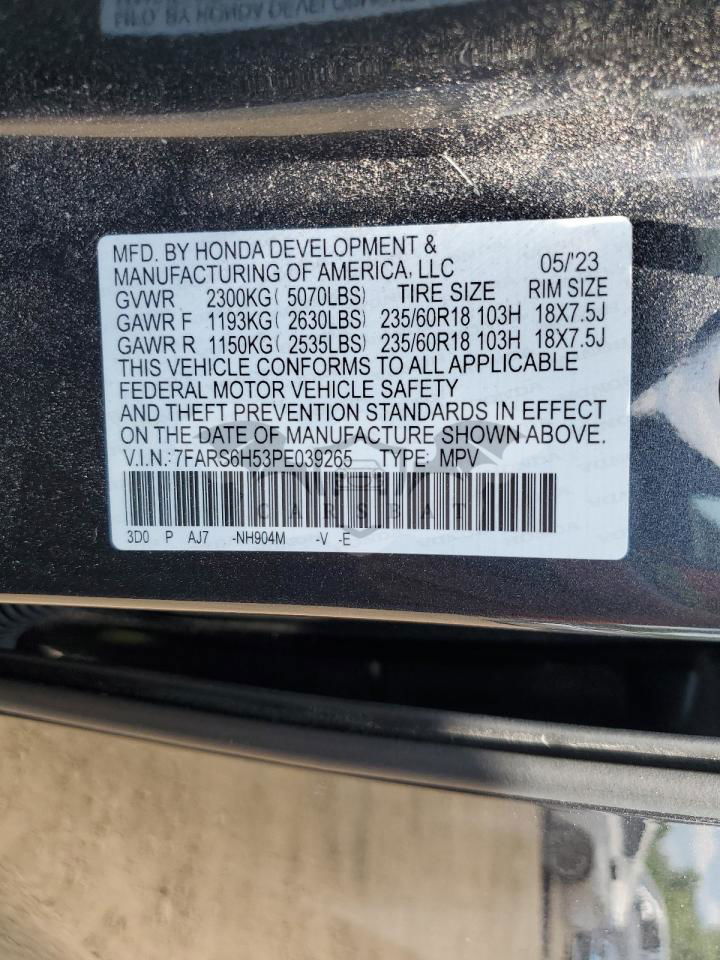 MFD. BY HONDA DEVELOPMENT &
MANUFACTURING OF AMERICA, LLC 05/'23
GVWR 2300KG ( 5070LBS) TIRE SIZE RIM SIZE
GAWR F 1193KG ( 2630LBS) 235/60R18 103H 18X7.5J
GAWR R 1150KG ( 2535LBS) 235/60R18 103H 18X7.5J
THIS VEHICLE CONFORMS TO ALL APPLICABLE
FEDERAL MOTOR VEHICLE SAFETY
AND THEFT PREVENTION STANDARDS IN EFFECT
ON THE DATE OF MANUFACTURE SHOWN ABOVE.
V.I.N.: 7FARS6H53PE039265 TYPE: MPV
CARSBAT
3D0 P AJ7 -NH904M -V -E